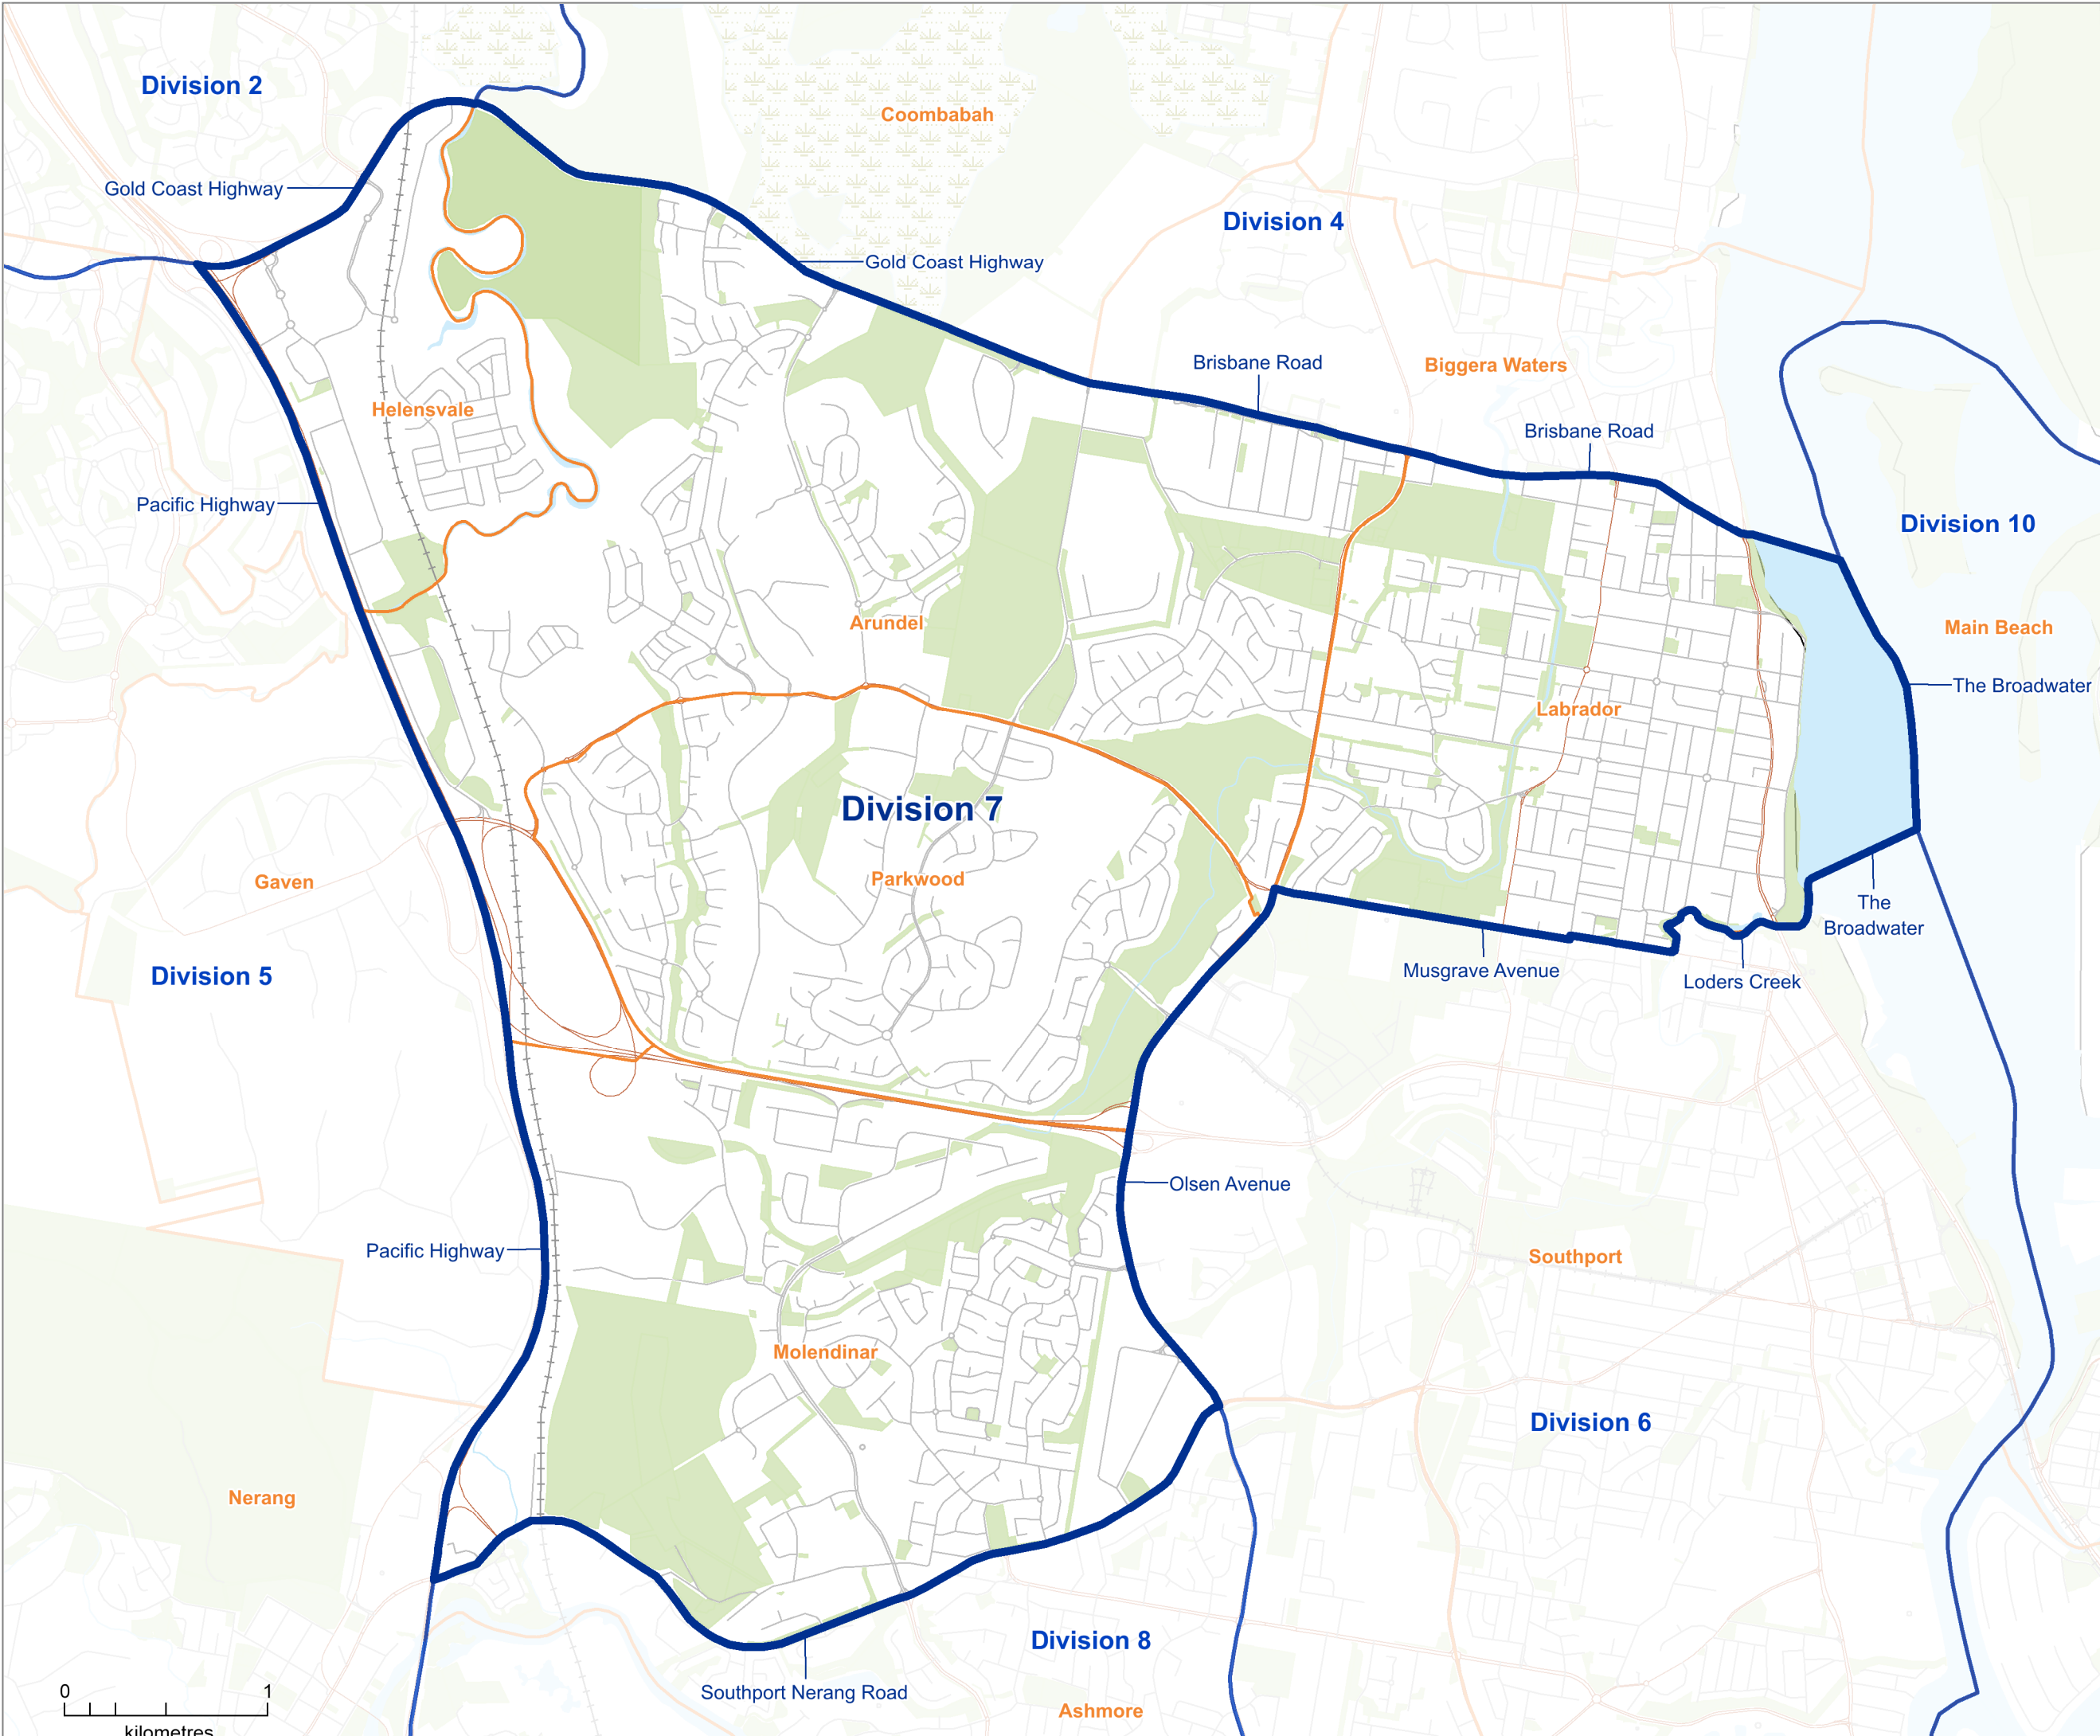 Division 2
Coombabah
Gold Coast Highway
Division 4
Gold Coast Highway
Brisbane Road
Biggera Waters
Helensvale
Brisbane Road
Pacific Highway
Division 10
Arundel
Main Beach
The Broadwater
Labrador
Division 7
Parkwood
Gaven
The
Broadwater
Division 5
Musgrave Avenue
Loders Creek
Olsen Avenue
Pacific Highway
Southport
Molendinar
Division 6
Nerang
Division 8
0 1
Southport Nerang Road
Ashmore
kilometres